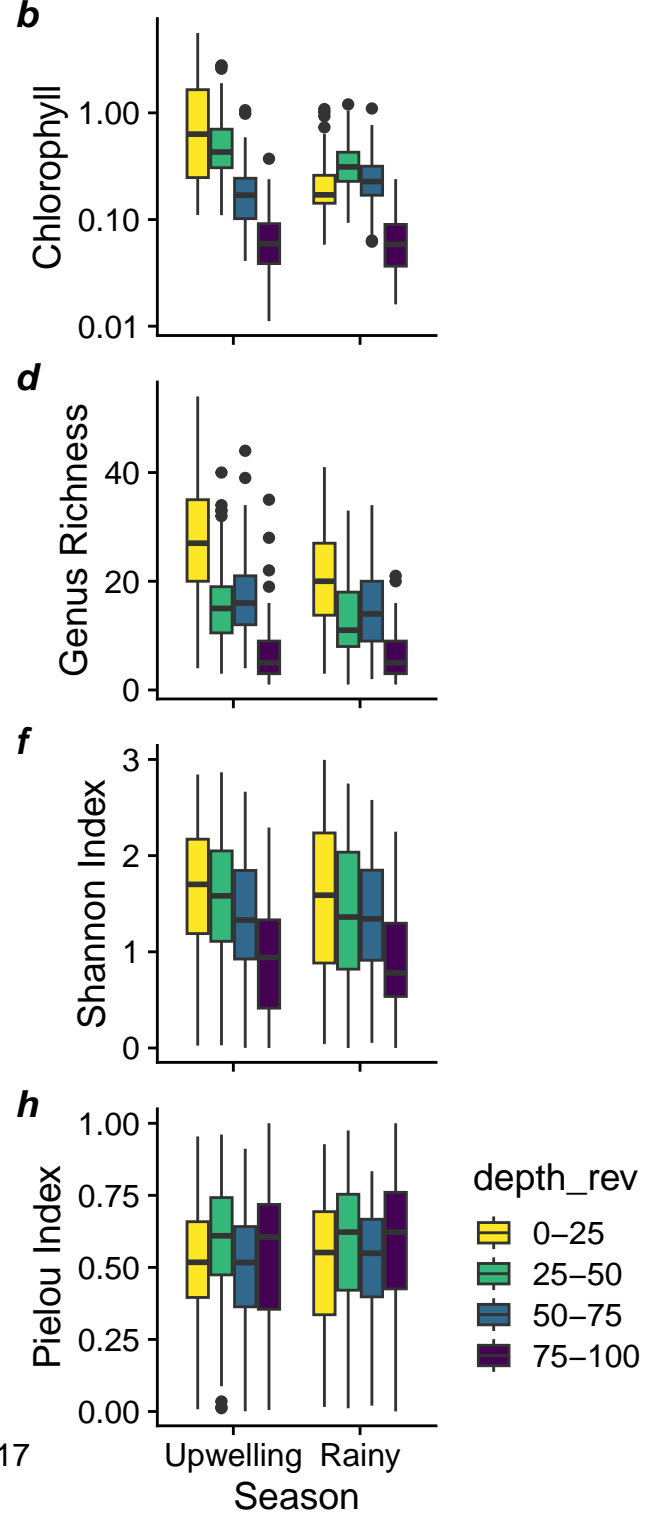 b
Chlorophyll
1.00
0.10
0.01
d
Genus Richness
40
20
0
f
Shannon Index
3
2
1
0
h
Pielou Index
1.00
0.75
0.50
0.25
0.00
depth_rev
0−25
25−50
50−75
75−100
17
Upwelling Rainy
Season